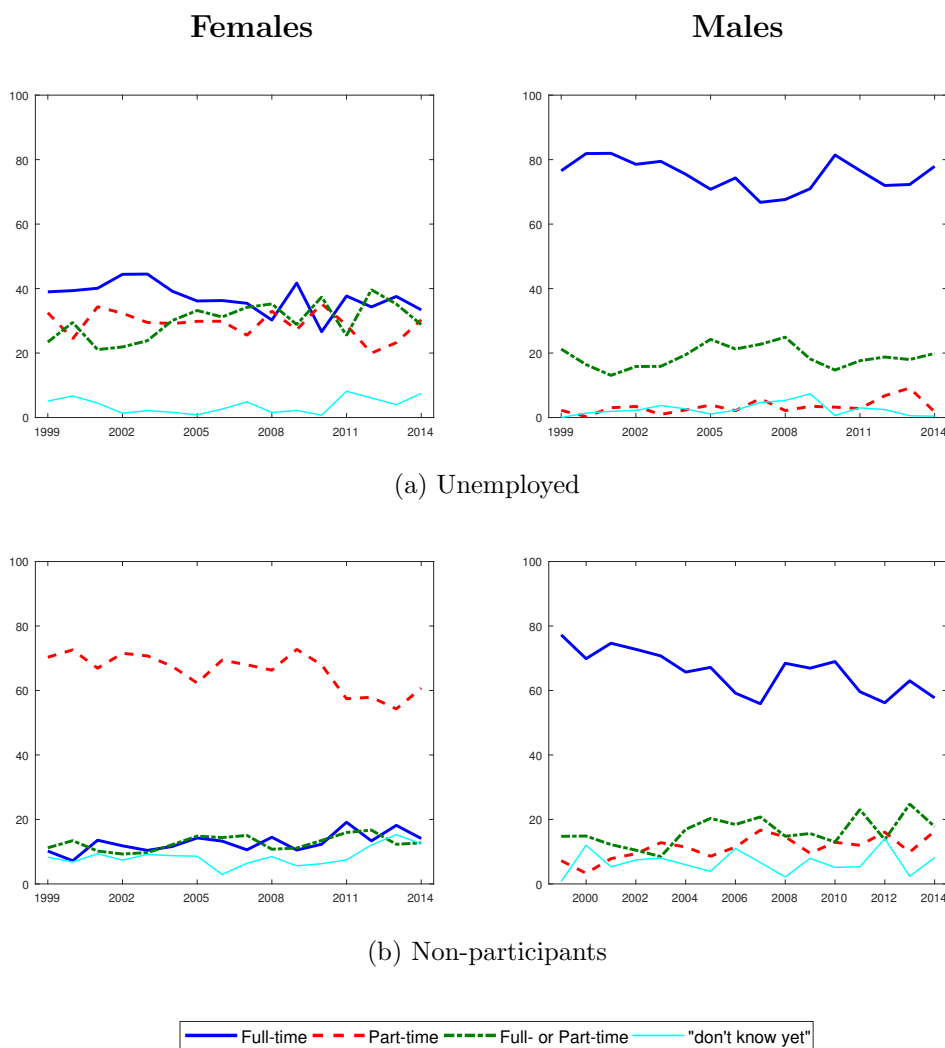 Females Males
100 100
80 80
60 60
40 40
20 20
0 0
1999 2002 2005 2008 2011 2014 1999 2002 2005 2008 2011 2014
(a) Unemployed
100 100
80 80
60 60
40 40
20 20
0 0
1999 2002 2005 2008 2011 2014 2000 2002 2004 2006 2008 2010 2012 2014
(b) Non-participants
Full-time Part-time Full- or Part-time "don't know yet"